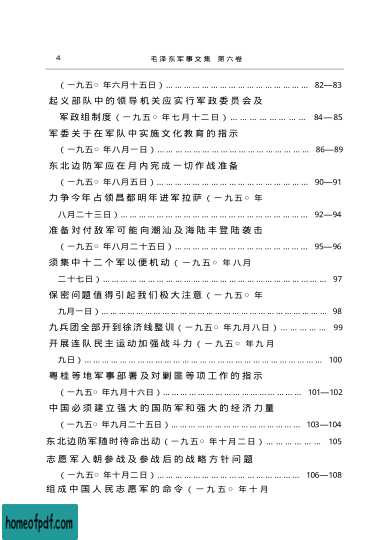 4 毛泽东军事文集 第六卷
(一九五○年六月十五日)……………………………………… 82—83
起义部队中的领导机关应实行军政委员会及
军政组制度(一九五○年七月十二日)…………………… 84—85
军委关于在军队中实施文化教育的指示
(一九五○年八月一日)………………………………………… 86—89
东北边防军应在月内完成一切作战准备
(一九五○年八月五日)………………………………………… 90—91
力争今年占领昌都明年进军拉萨(一九五○年
八月二十三日)…………………………………………………… 92—94
准备对付敌军可能向潮汕及海陆丰登陆袭击
(一九五○年八月二十五日)…………………………………… 95—96
须集中十二个军以便机动(一九五○年八月
二十七日)……………………………………………………………… 97
保密问题值得引起我们极大注意(一九五○年
九月一日)……………………………………………………………… 98
九兵团全部开到徐济线整训(一九五○年九月八日)…………… 99
开展连队民主运动加强战斗力(一九五○年九月
九日)…………………………………………………………………… 100
粤桂等地军事部署及对剿匪等项工作的指示
(一九五○年九月十六日)……………………………………… 101—102
中国必须建立强大的国防军和强大的经济力量
(一九五○年九月二十五日)…………………………………… 103—104
东北边防军随时待命出动(一九五○年十月二日)……………… 105
志愿军入朝参战及参战后的战略方针问题
(一九五○年十月二日)………………………………………… 106—108
组成中国人民志愿军的命令(一九五○年十月
homeofpdf.com